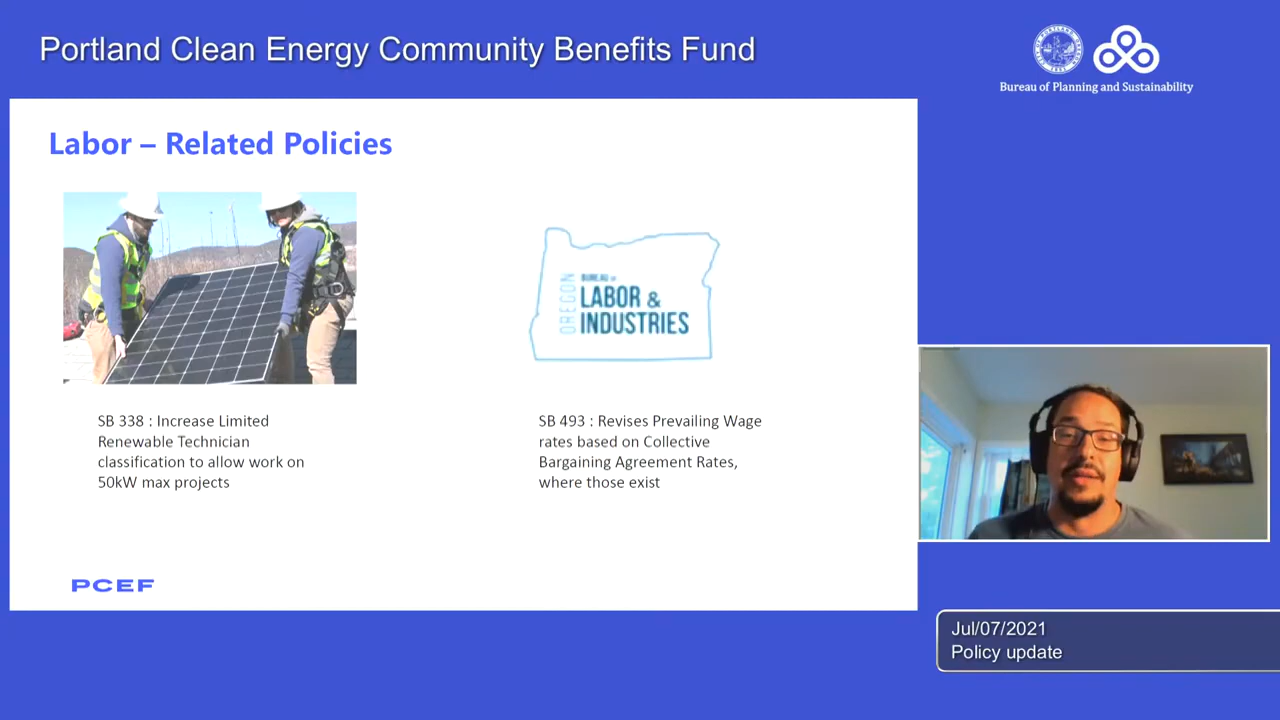 Portland Clean Energy Community Benefits Fund
Bureau of Planning and Sustainability
Labor – Related Policies
OREGON
BUREAU OF
LABOR &
INDUSTRIES
SB 338 : Increase Limited
Renewable Technician
classification to allow work on
50kW max projects
SB 493 : Revises Prevailing Wage
rates based on Collective
Bargaining Agreement Rates,
where those exist
PCEF
Jul/07/2021
Policy update